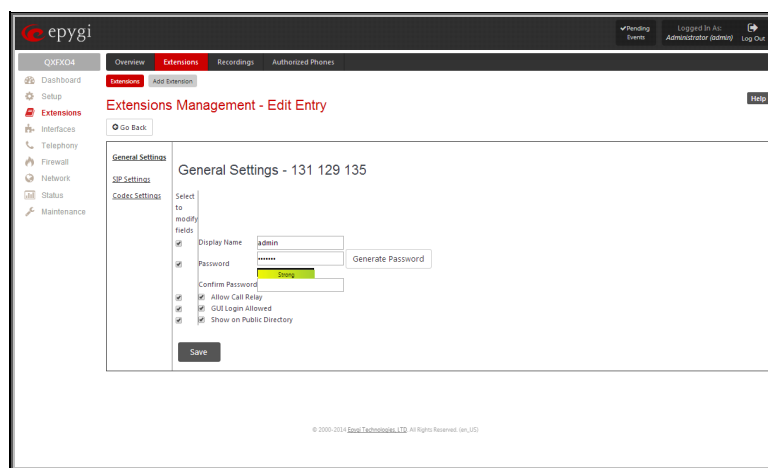 epygi
Pending Events
Logged In As: Administrator (admin)
Log Out
QXFXO4
Dashboard
Setup
Extensions
Interfaces
Telephony
Firewall
Network
Status
Maintenance
Overview Extensions Recordings Authorized Phones
Extensions Add Extension
Extensions Management - Edit Entry
Help
Go Back
General Settings
SIP Settings
Codec Settings
General Settings - 131 129 135
Select
to
modify
fields
Display Name admin
Password ••••••• Generate Password
Strong
Confirm Password
Allow Call Relay
GUI Login Allowed
Show on Public Directory
Save
© 2000-2014 Epygi Technologies, LTD. All Rights Reserved. (en_US)